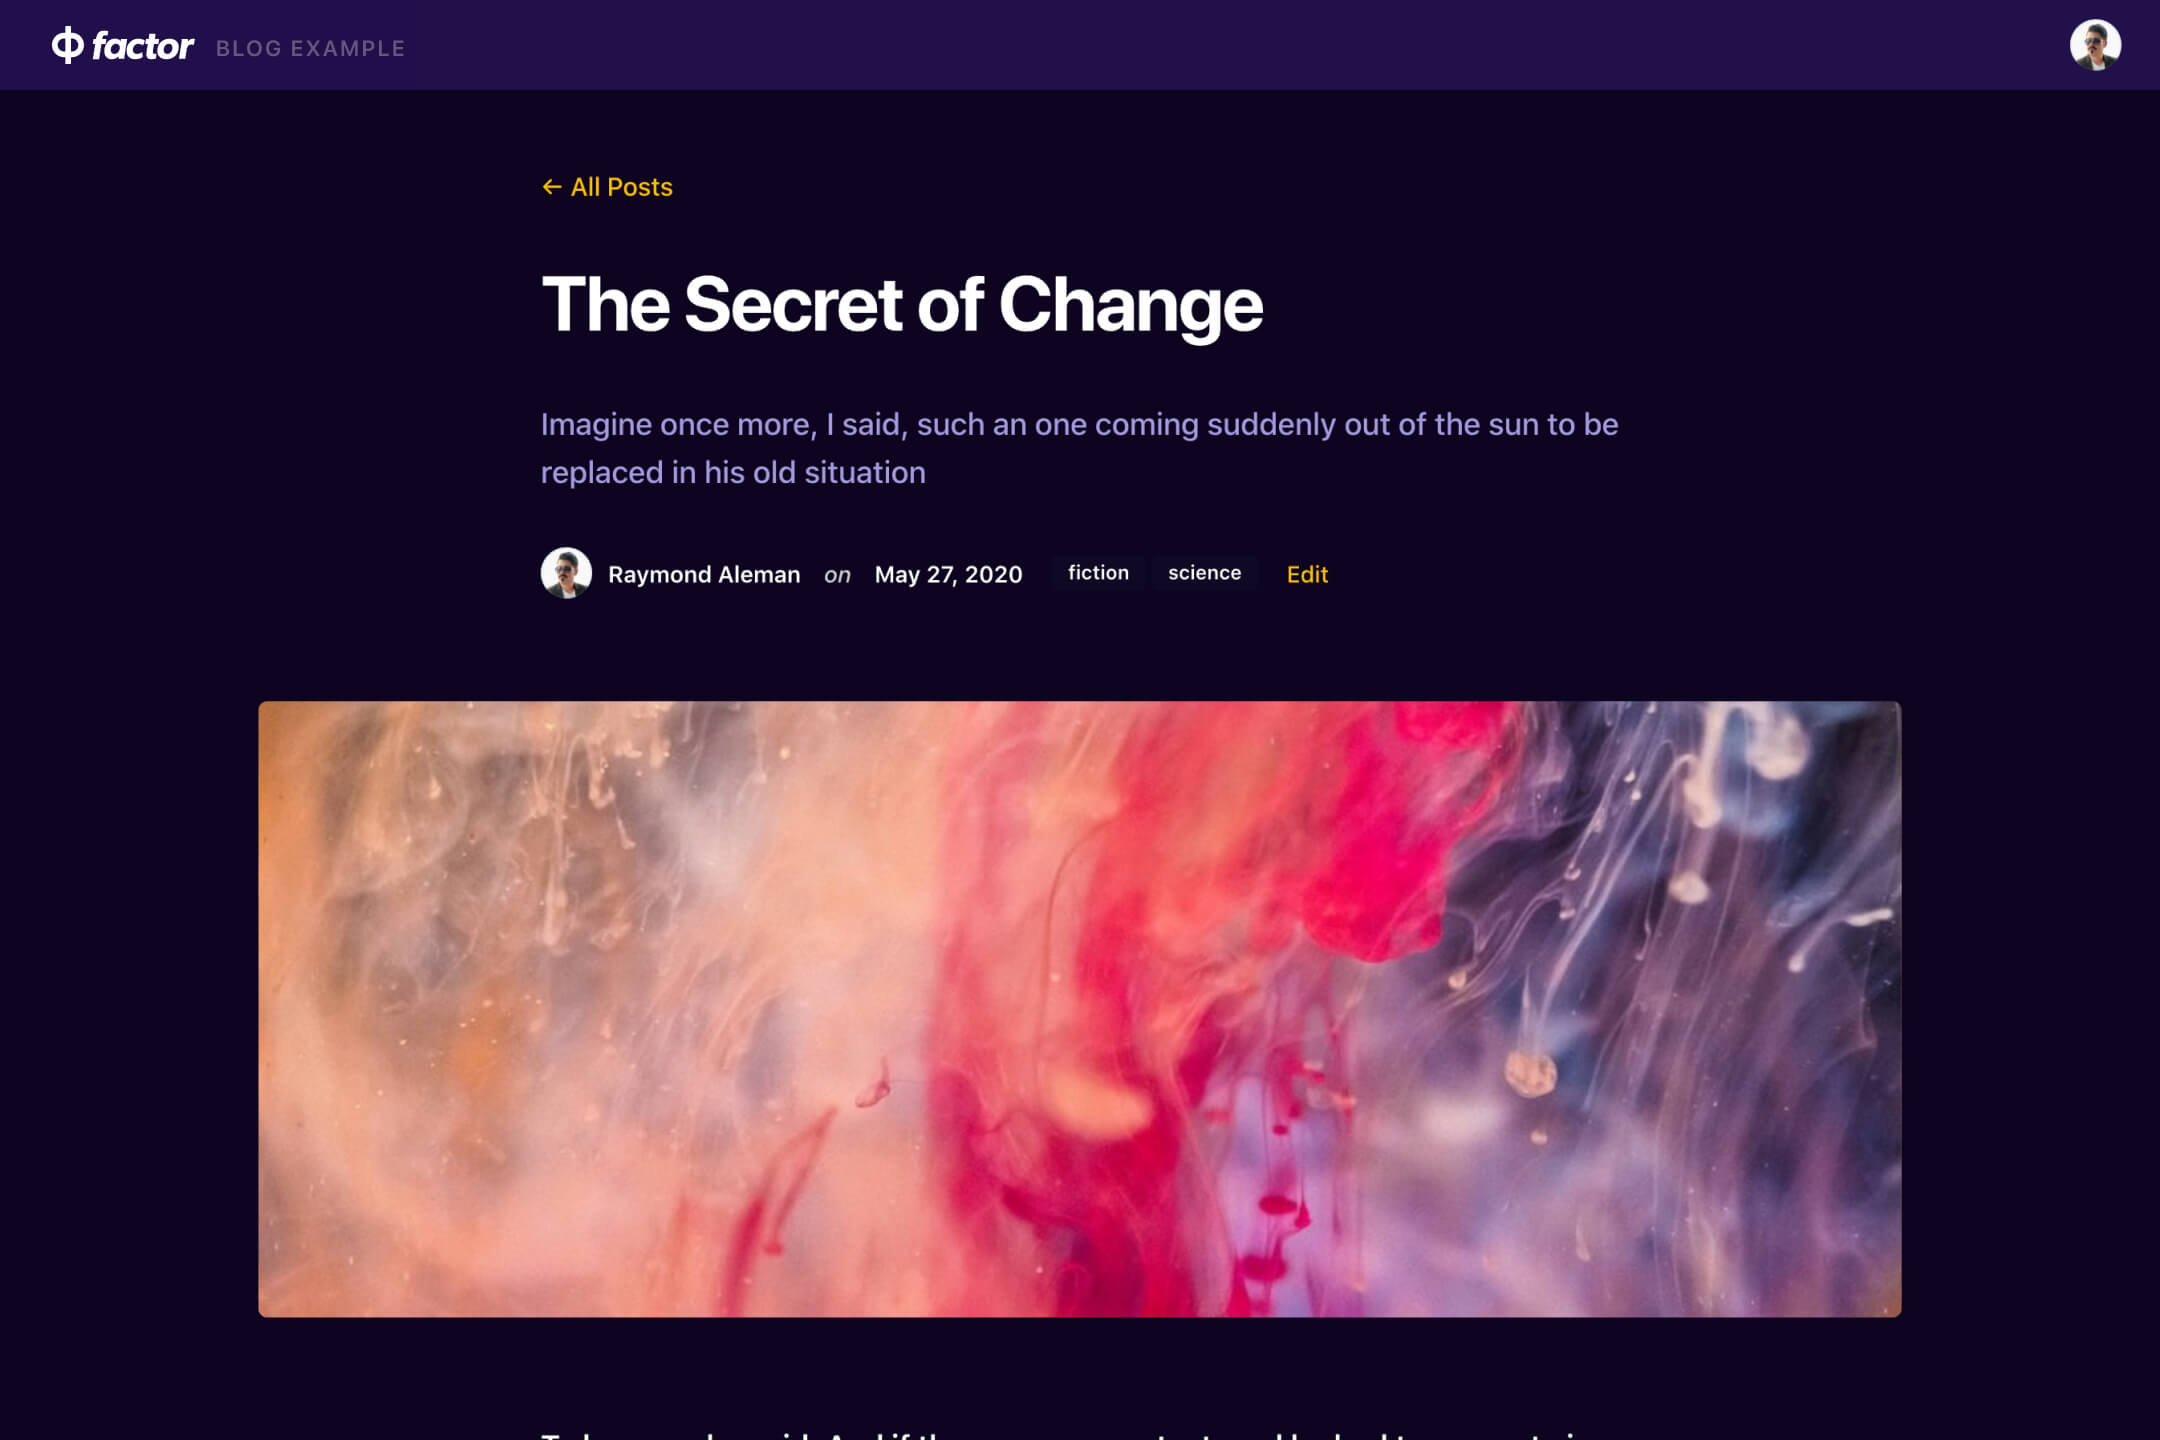 factor BLOG EXAMPLE
← All Posts
The Secret of Change
Imagine once more, I said, such an one coming suddenly out of the sun to be
replaced in his old situation
Raymond Aleman on May 27, 2020 fiction science Edit